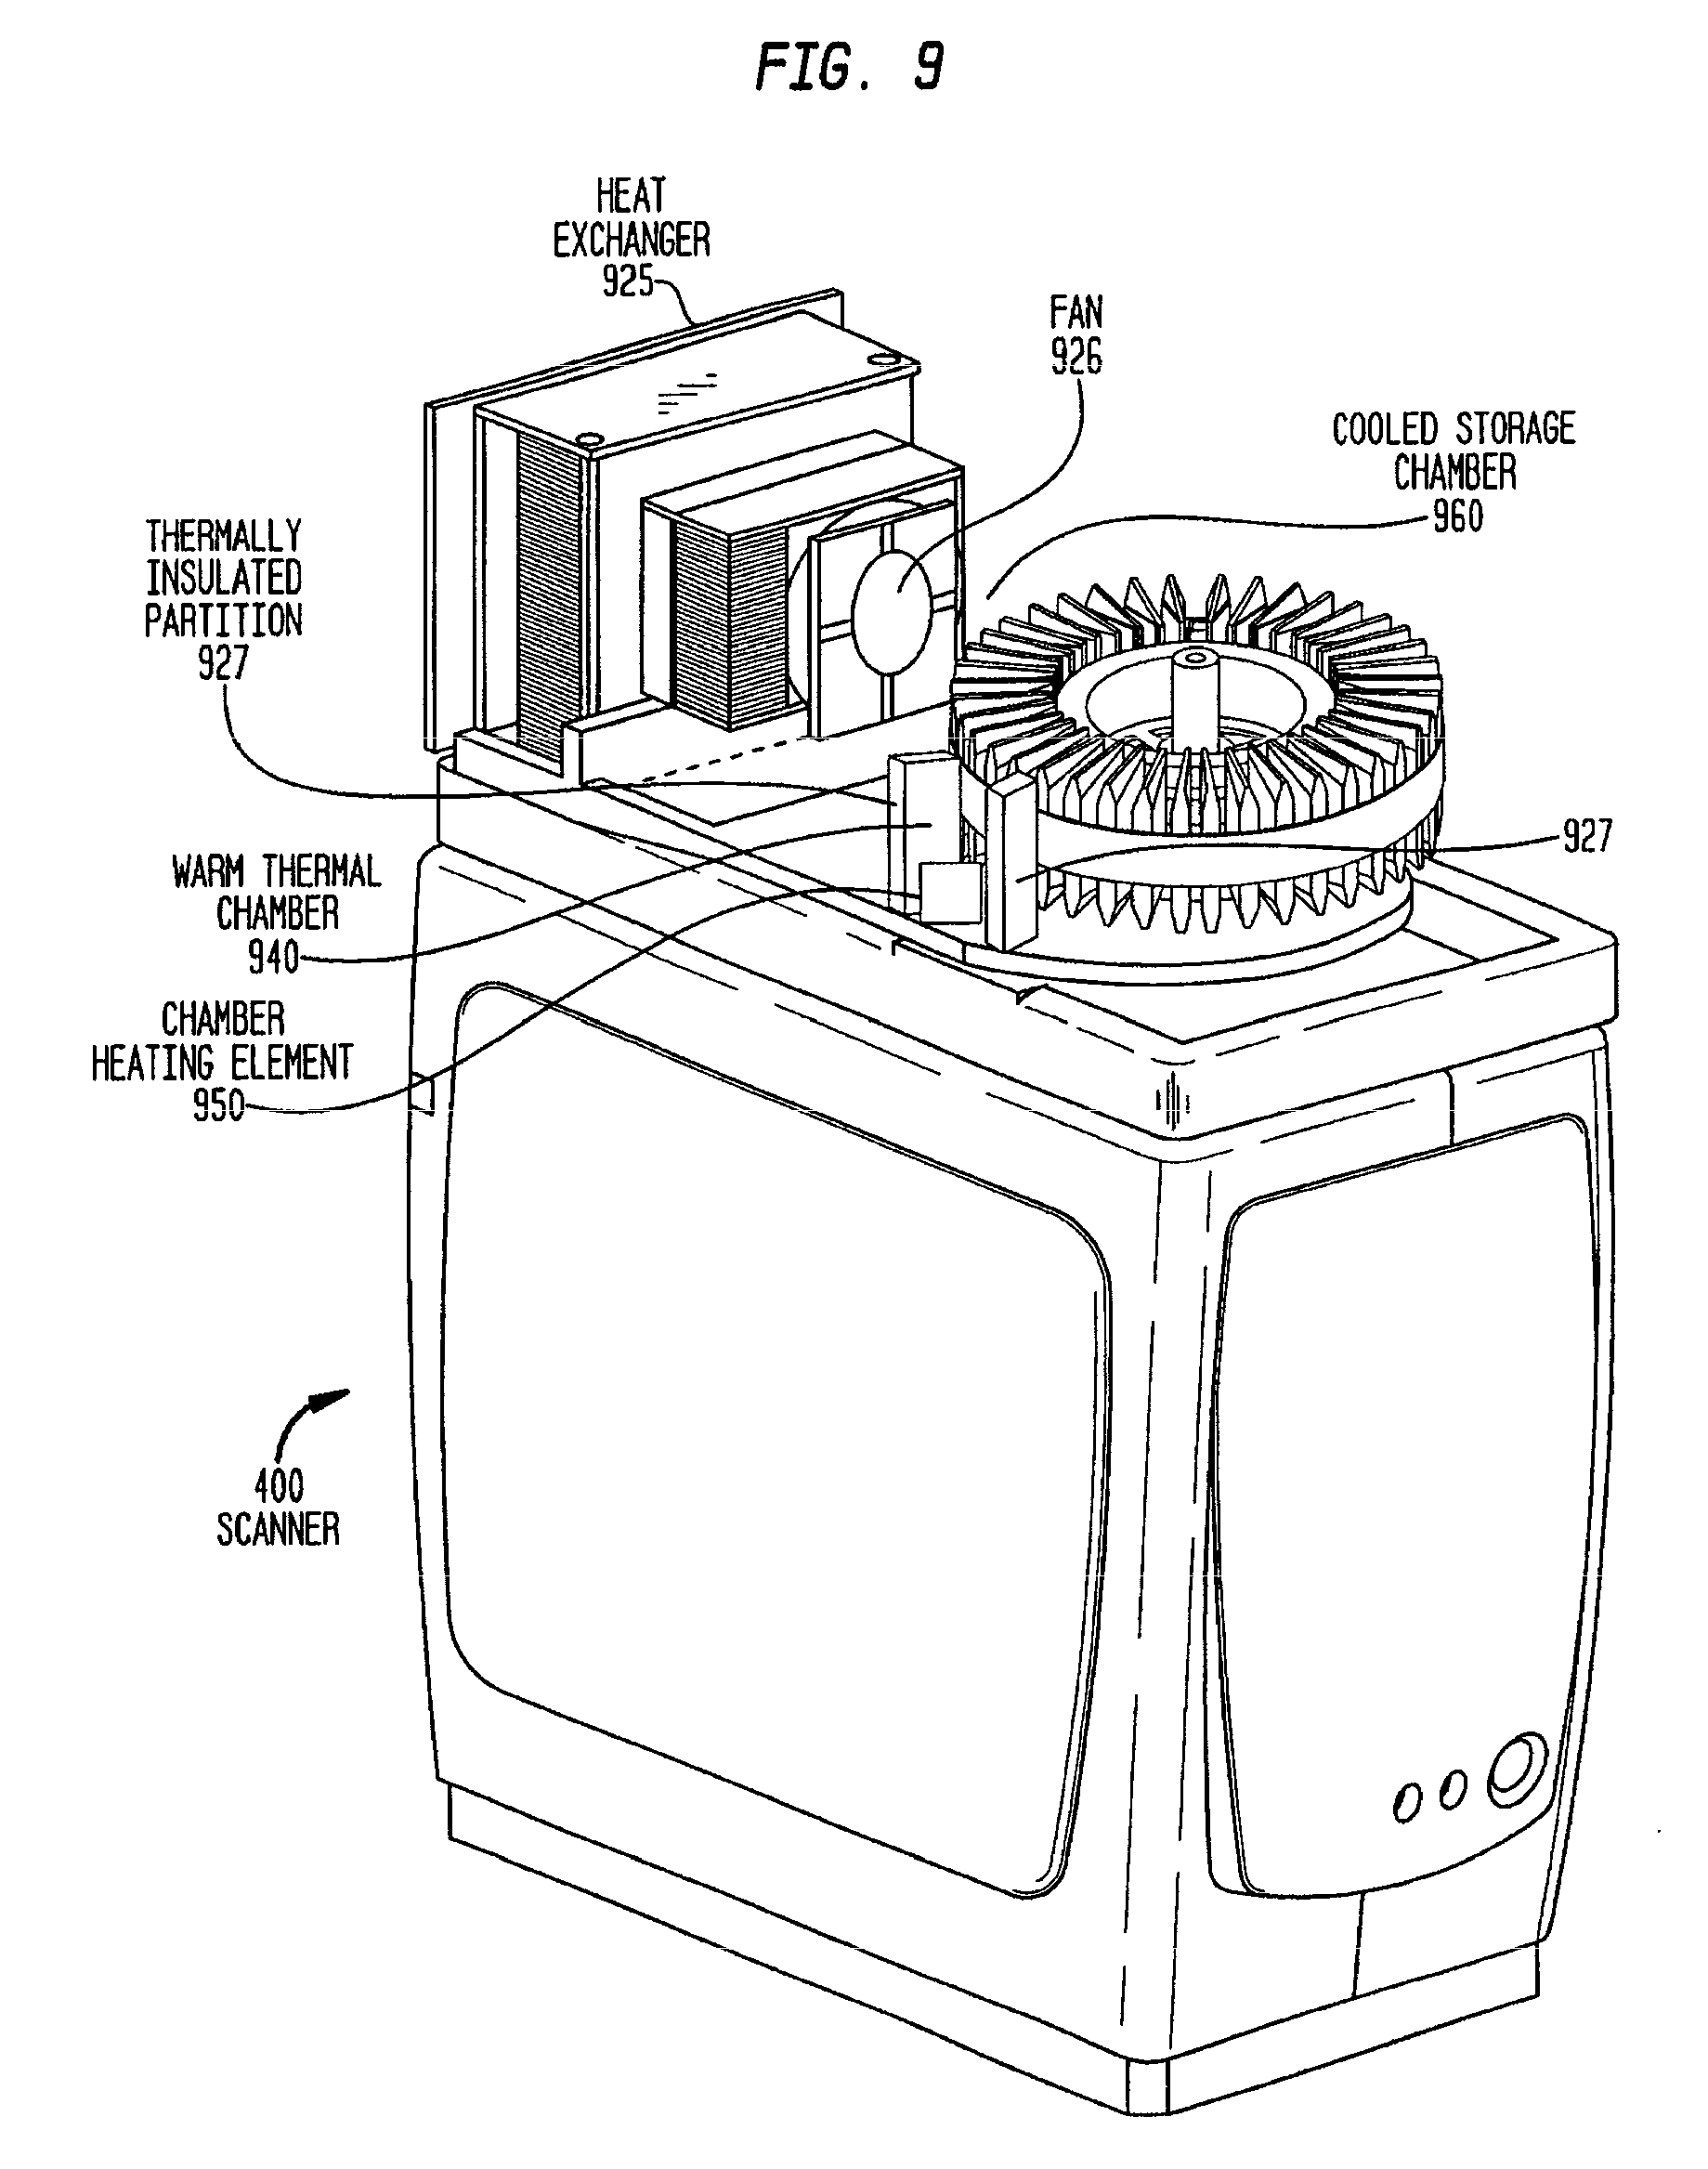 FIG. 9
HEAT
EXCHANGER
925
FAN
926
COOLED STORAGE
CHAMBER
960
THERMALLY
INSULATED
PARTITION
927
927
WARM THERMAL
CHAMBER
940
CHAMBER
HEATING ELEMENT
950
400
SCANNER